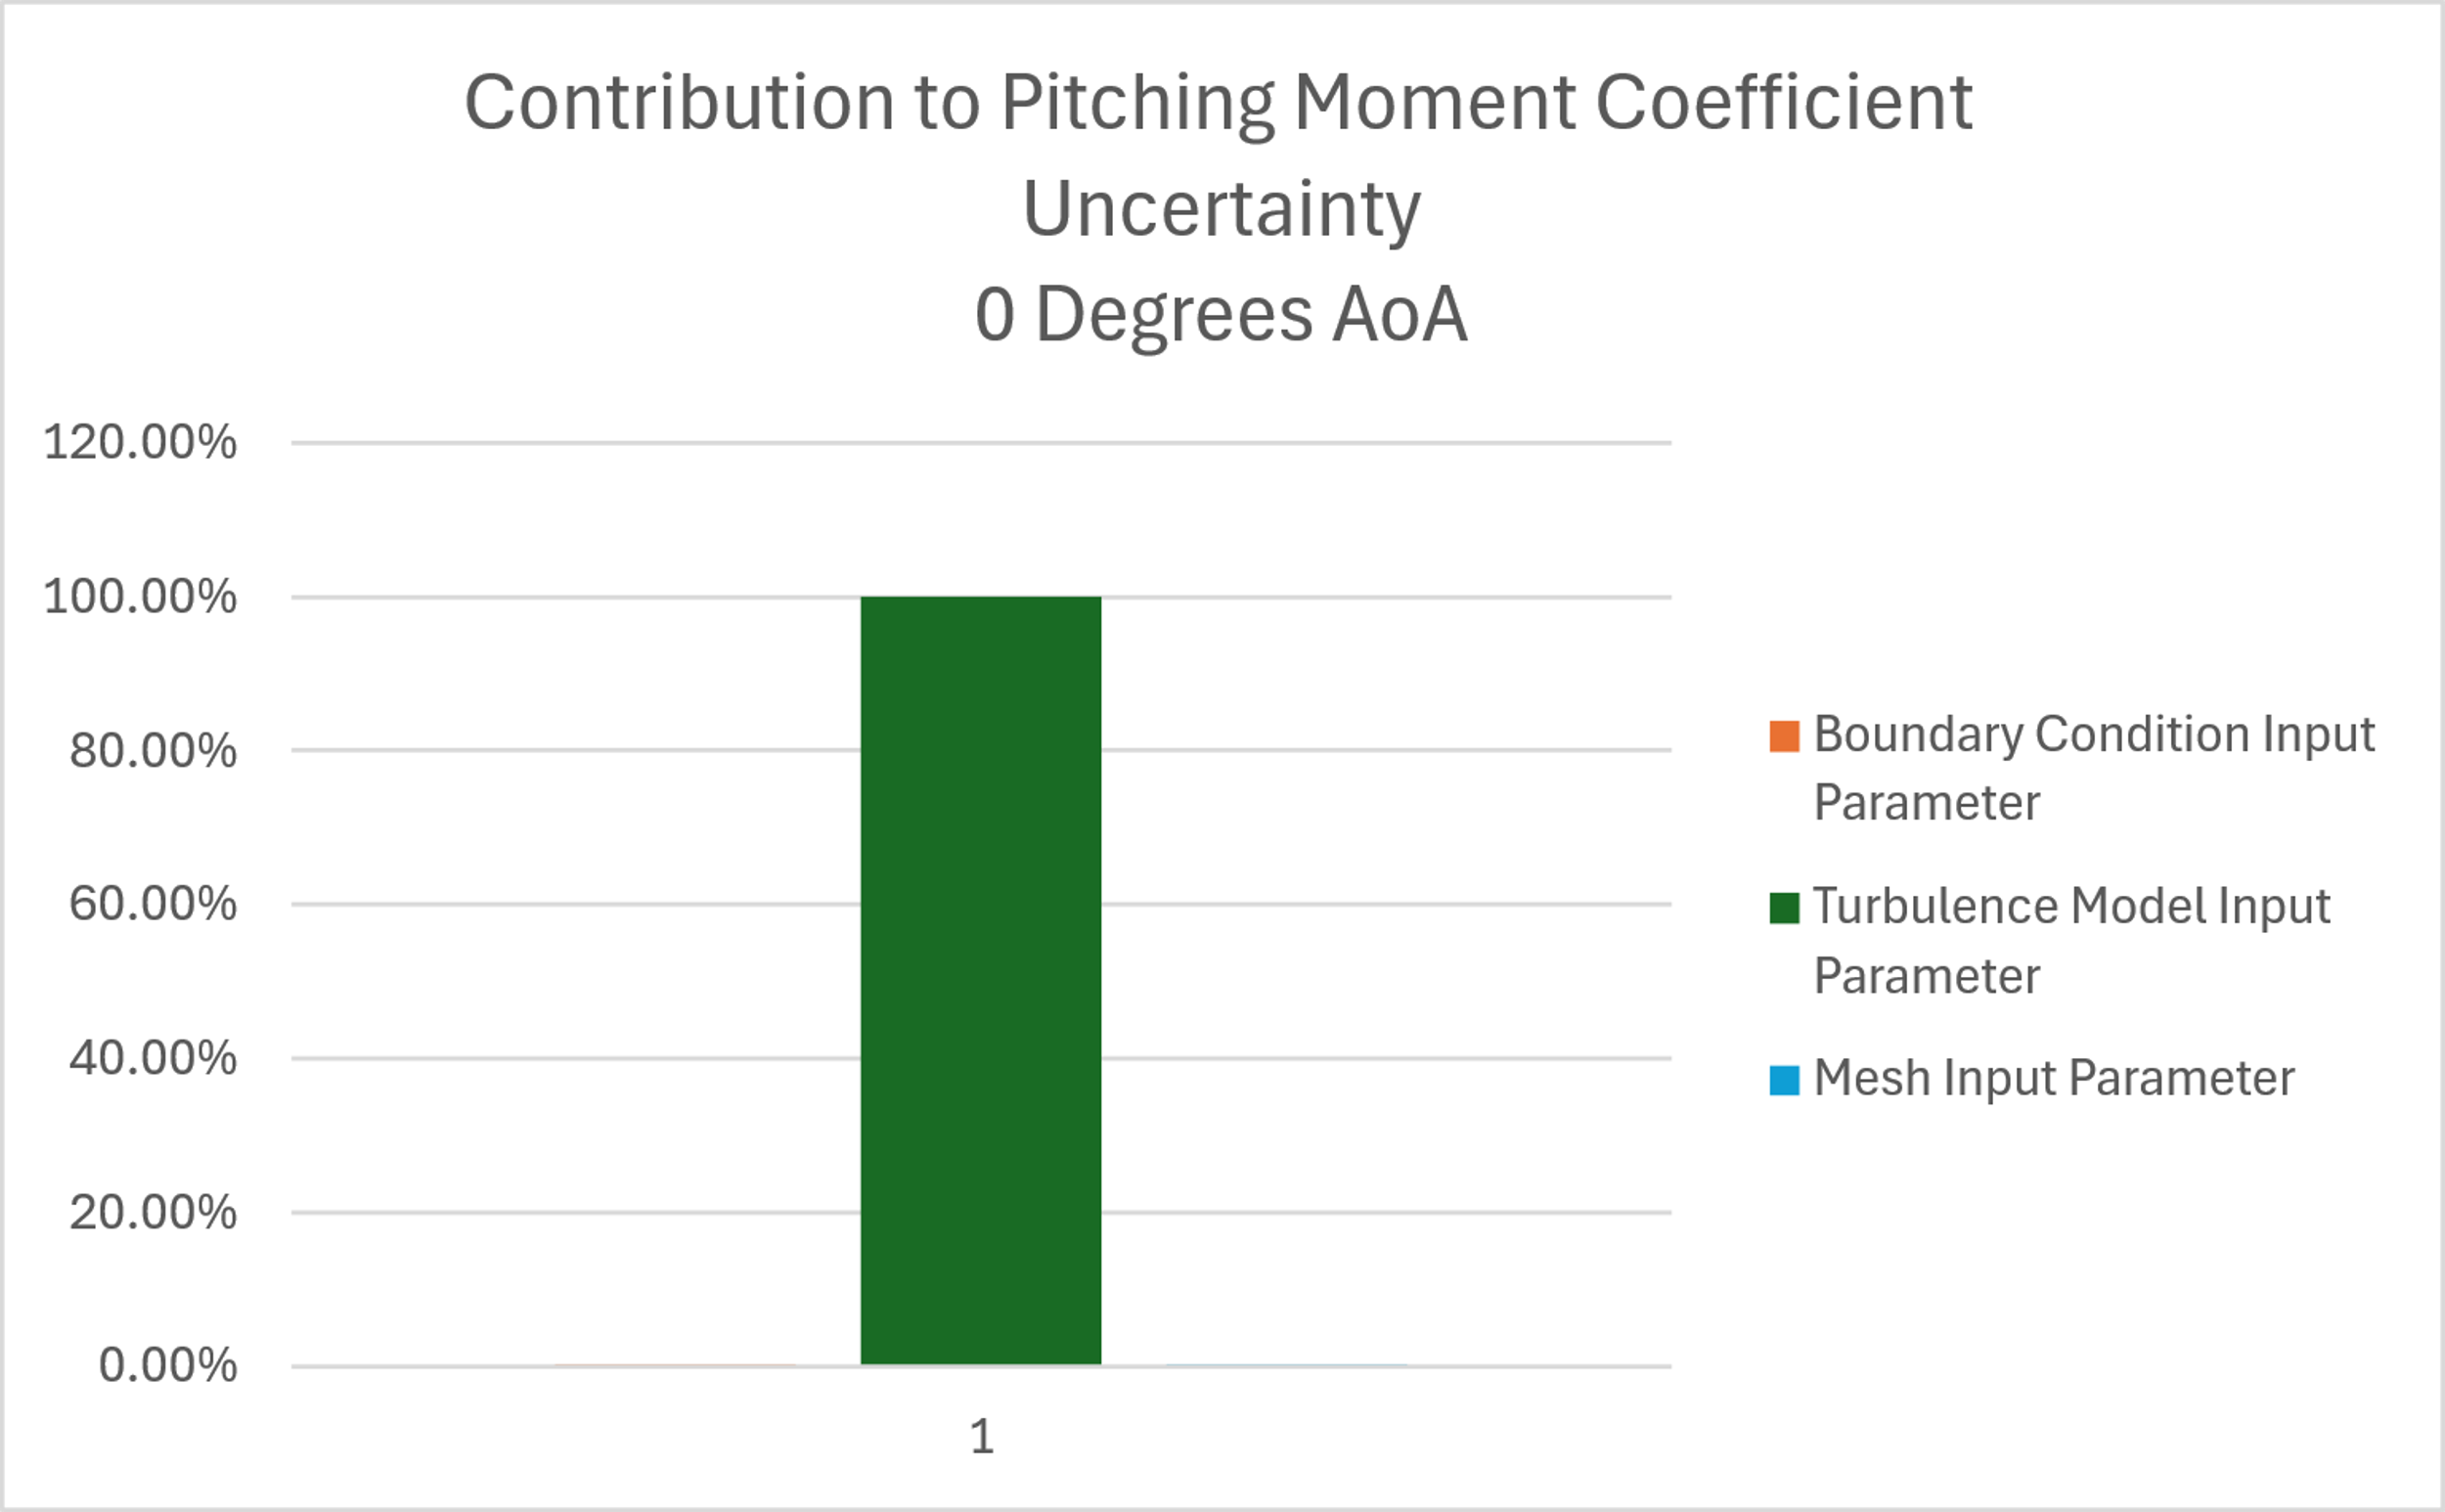 Contribution to Pitching Moment Coefficient
Uncertainty
0 Degrees AoA
120.00%
100.00%
80.00%
60.00%
40.00%
20.00%
0.00%
1
Boundary Condition Input
Parameter
Turbulence Model Input
Parameter
Mesh Input Parameter